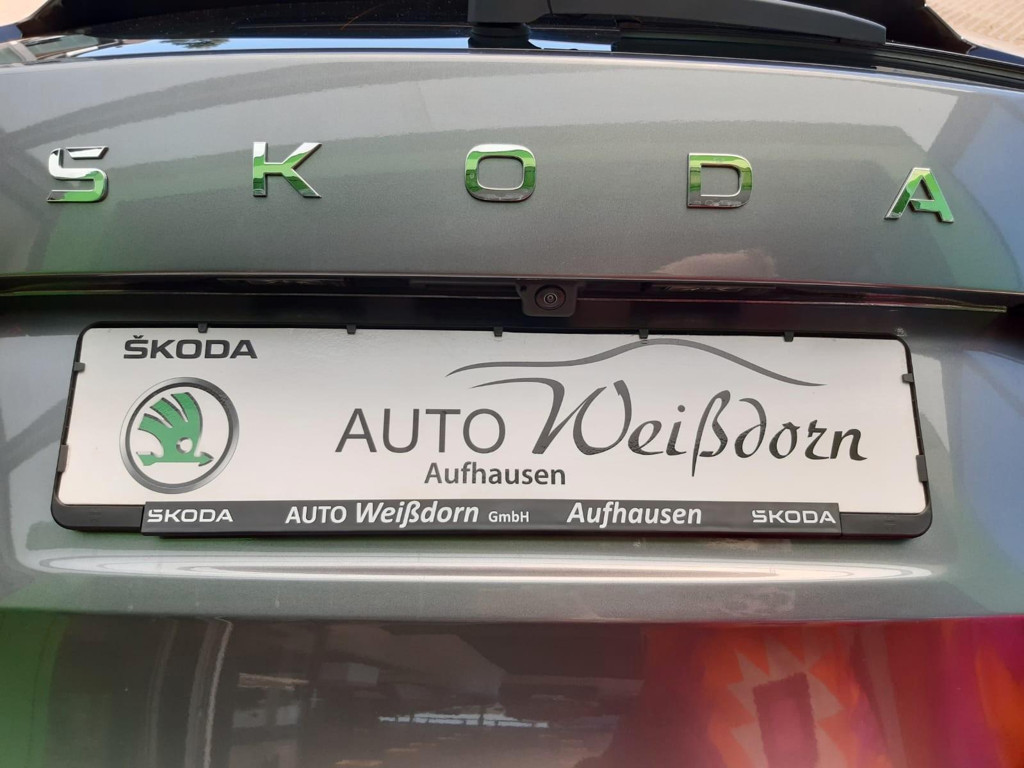 SKODA
ŠKODA
AUTO Weißdorn
Aufhausen
ŠKODA AUTO Weißdorn GmbH Aufhausen ŠKODA